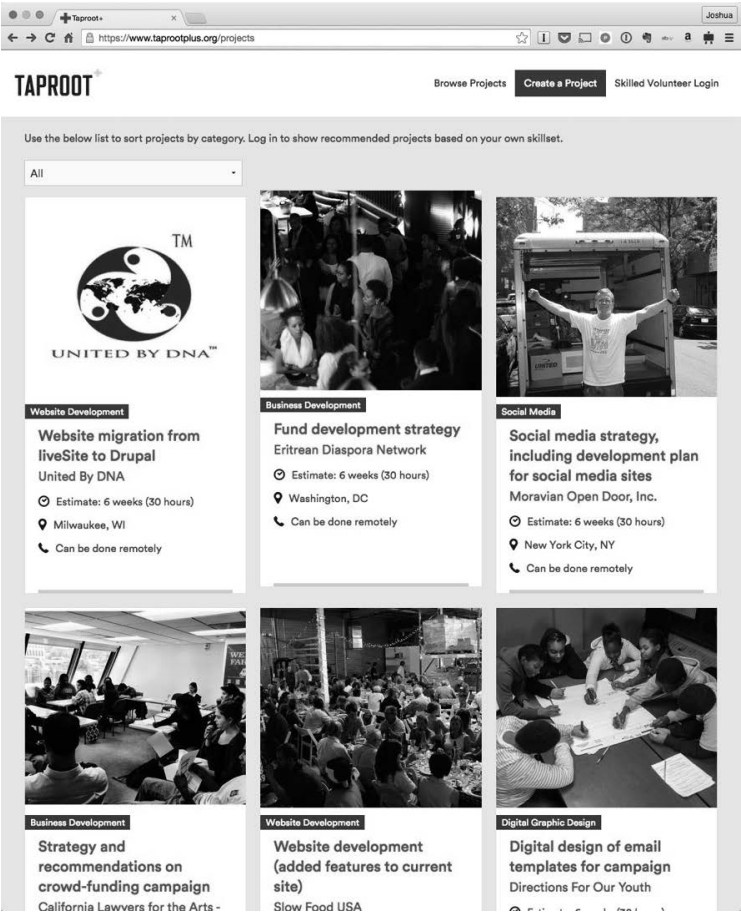 Taproot+
Joshua
https://www.taprootplus.org/projects
TAPROOT+
Browse Projects
Create a Project
Skilled Volunteer Login
Use the below list to sort projects by category. Log in to show recommended projects based on your own skillset.
All
TM
UNITED BY DNA™
Website Development
Website migration from
liveSite to Drupal
United By DNA
Estimate: 6 weeks (30 hours)
Milwaukee, WI
Can be done remotely
Business Development
Fund development strategy
Eritrean Diaspora Network
Estimate: 6 weeks (30 hours)
Washington, DC
Can be done remotely
Social Media
Social media strategy,
including development plan
for social media sites
Moravian Open Door, Inc.
Estimate: 6 weeks (30 hours)
New York City, NY
Can be done remotely
Business Development
Strategy and
recommendations on
crowd-funding campaign
California Lawyers for the Arts -
Website Development
Website development
(added features to current
site)
Slow Food USA
Digital Graphic Design
Digital design of email
templates for campaign
Directions For Our Youth